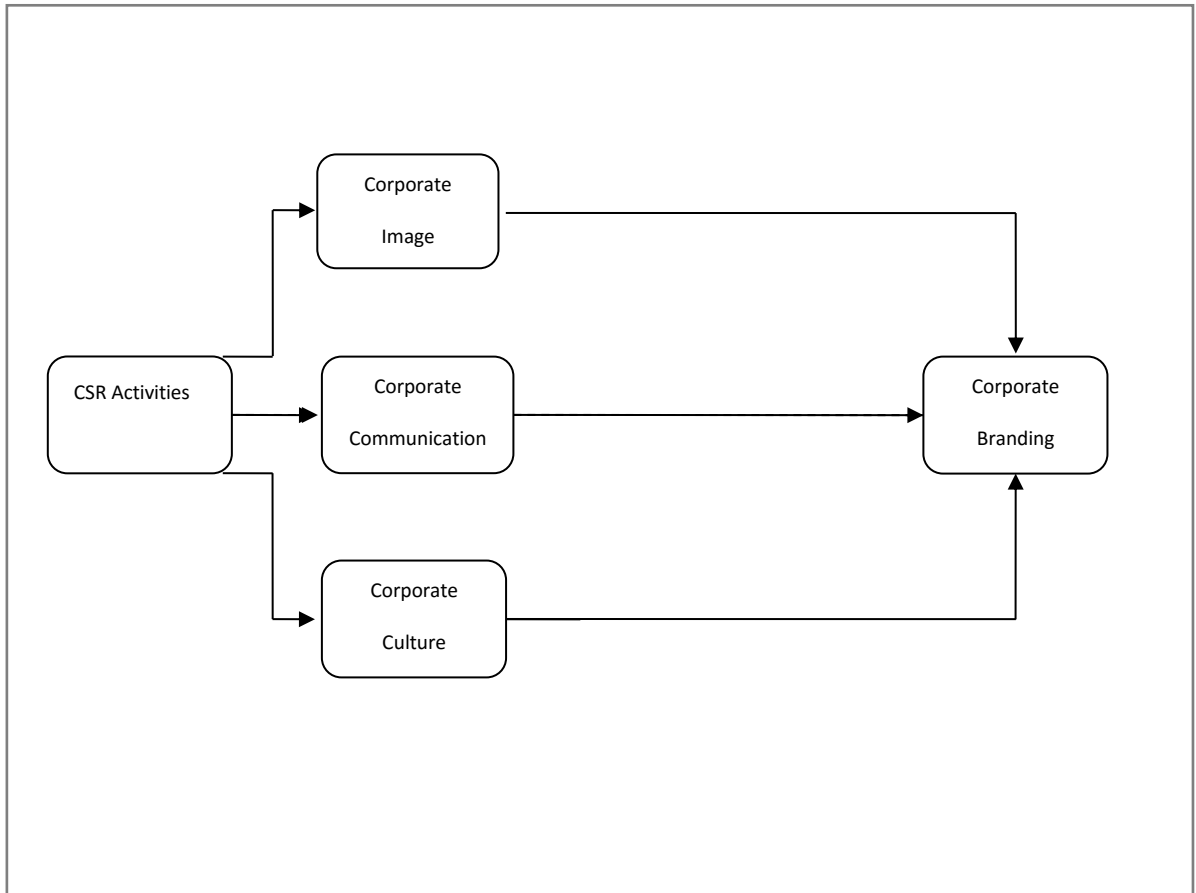 Corporate
Image
CSR Activities
Corporate
Communication
Corporate
Branding
Corporate
Culture